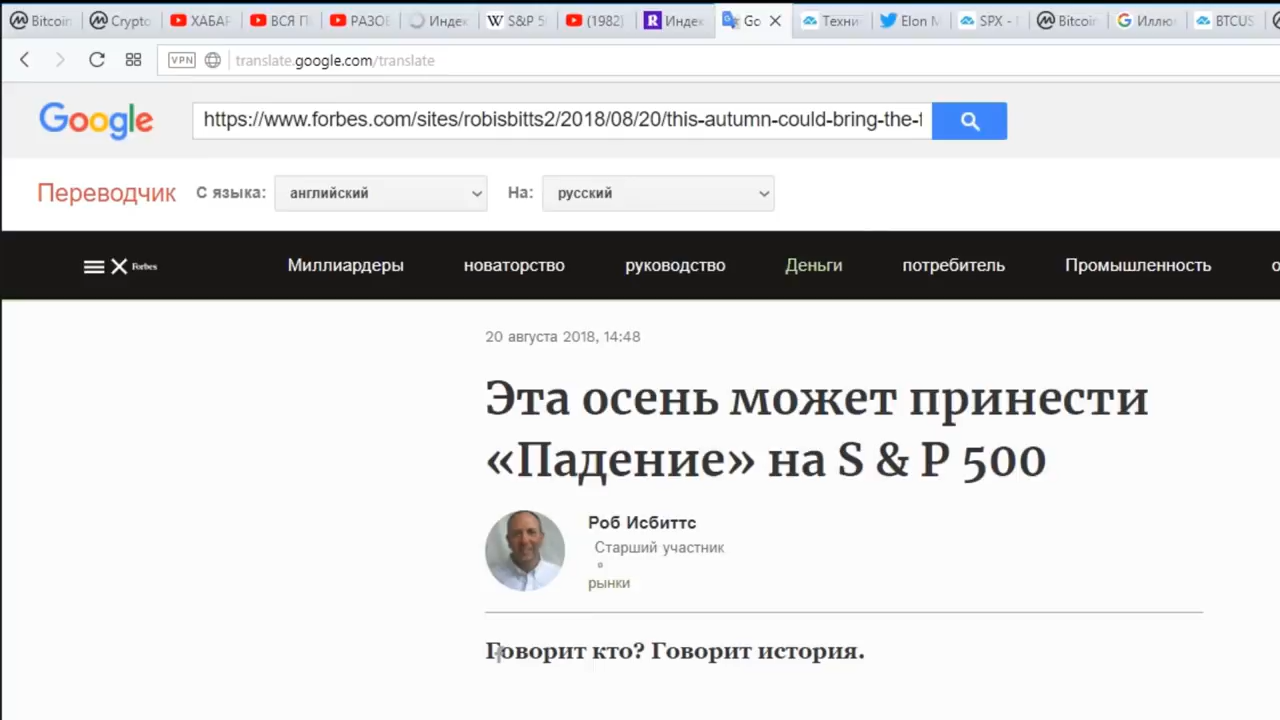 Bitcoin
Crypto
ХАБАР
ВСЯ П
РАЗОЕ
Индек
W S&P 5
(1982)
R Индек
Go
Техни
Elon M
SPX -
Bitcoin
G Иллю
BTCUS
VPN translate.google.com/translate
Google https://www.forbes.com/sites/robisbitts2/2018/08/20/this-autumn-could-bring-the-f
Переводчик С языка: английский На: русский
Forbes Миллиардеры новаторство руководство Деньги потребитель Промышленность о
20 августа 2018, 14:48
Эта осень может принести
«Падение» на S & P 500
Роб Исбиттс
Старший участник
рынки
Говорит кто? Говорит история.